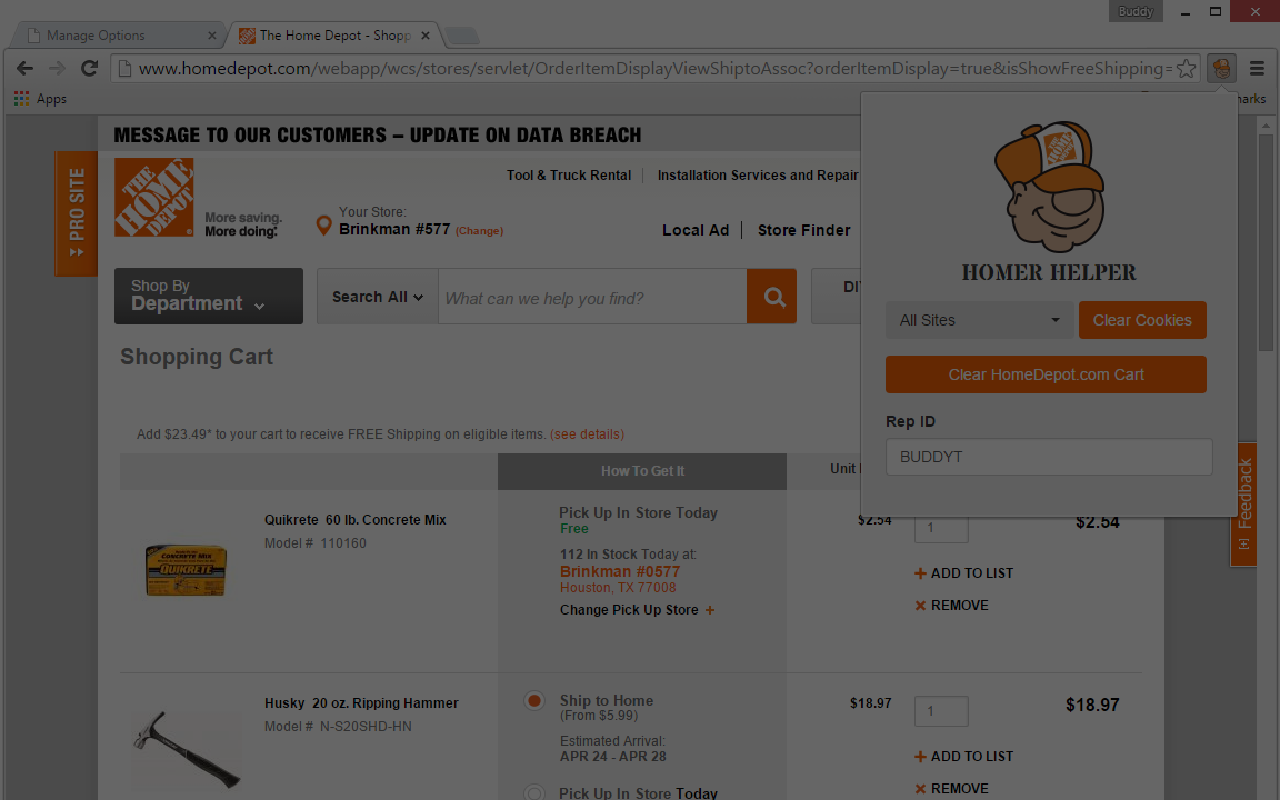 Buddy
Manage Options
The Home Depot - Shopp
www.homedepot.com/webapp/wcs/stores/servlet/OrderItemDisplayViewShiptoAssoc?orderItemDisplay=true&isShowFreeShipping=
Apps
MESSAGE TO OUR CUSTOMERS – UPDATE ON DATA BREACH
PRO SITE
THE HOME DEPOT
More saving.
More doing.
Your Store:
Brinkman #577 (Change)
Tool & Truck Rental
Installation Services and Repair
Local Ad
Store Finder
Shop By
Department
Search All
What can we help you find?
DI
HOMER HELPER
All Sites
Clear Cookies
Clear HomeDepot.com Cart
Rep ID
BUDDYT
Shopping Cart
Add $23.49* to your cart to receive FREE Shipping on eligible items. (see details)
How To Get It
Unit
Quikrete 60 lb. Concrete Mix
Model # 110160
CONCRETE MIX
QUIKRETE
Pick Up In Store Today
Free
112 In Stock Today at:
Brinkman #0577
Houston, TX 77008
Change Pick Up Store +
$2.54
1
$2.54
+ ADD TO LIST
× REMOVE
[+] Feedback
Husky 20 oz. Ripping Hammer
Model # N-S20SHD-HN
Ship to Home
(From $5.99)
Estimated Arrival:
APR 24 - APR 28
Pick Up In Store Today
$18.97
1
$18.97
+ ADD TO LIST
× REMOVE